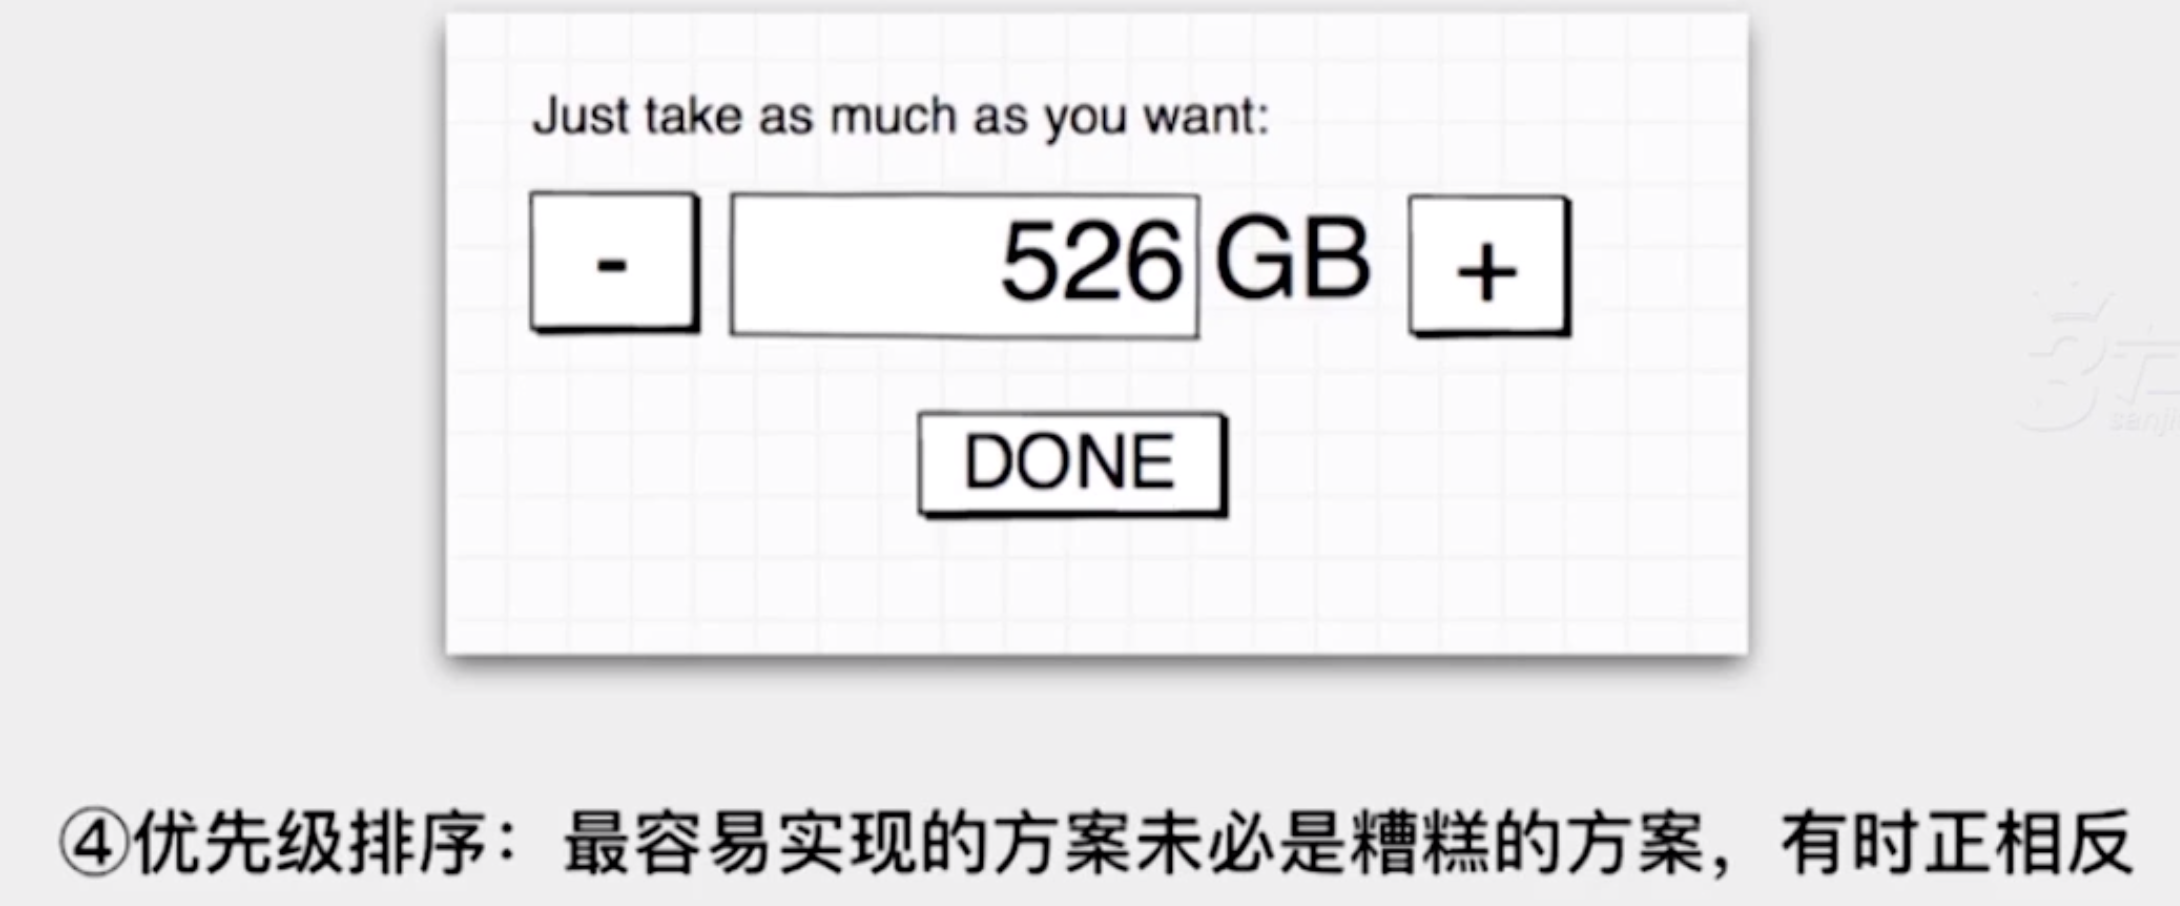 Just take as much as you want:
- 526 GB +
DONE
④优先级排序：最容易实现的方案未必是糟糕的方案，有时正相反